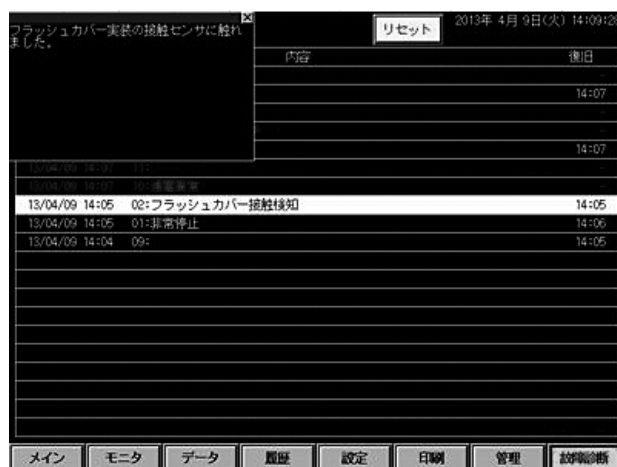 フラッシュカバー実装の接触センサに触れ
ました。
リセット
2013年 4月 9日(火) 14:09:28
内容
復旧
14:07
14:07
13/04/09 14:07 11:
13/04/09 14:07 10:
13/04/09 14:05 02:フラッシュカバー接触検知 14:05
13/04/09 14:05 01:非常停止 14:06
13/04/09 14:04 09: 14:05
メイン モニタ データ 履歴 設定 印刷 管理 故障診断